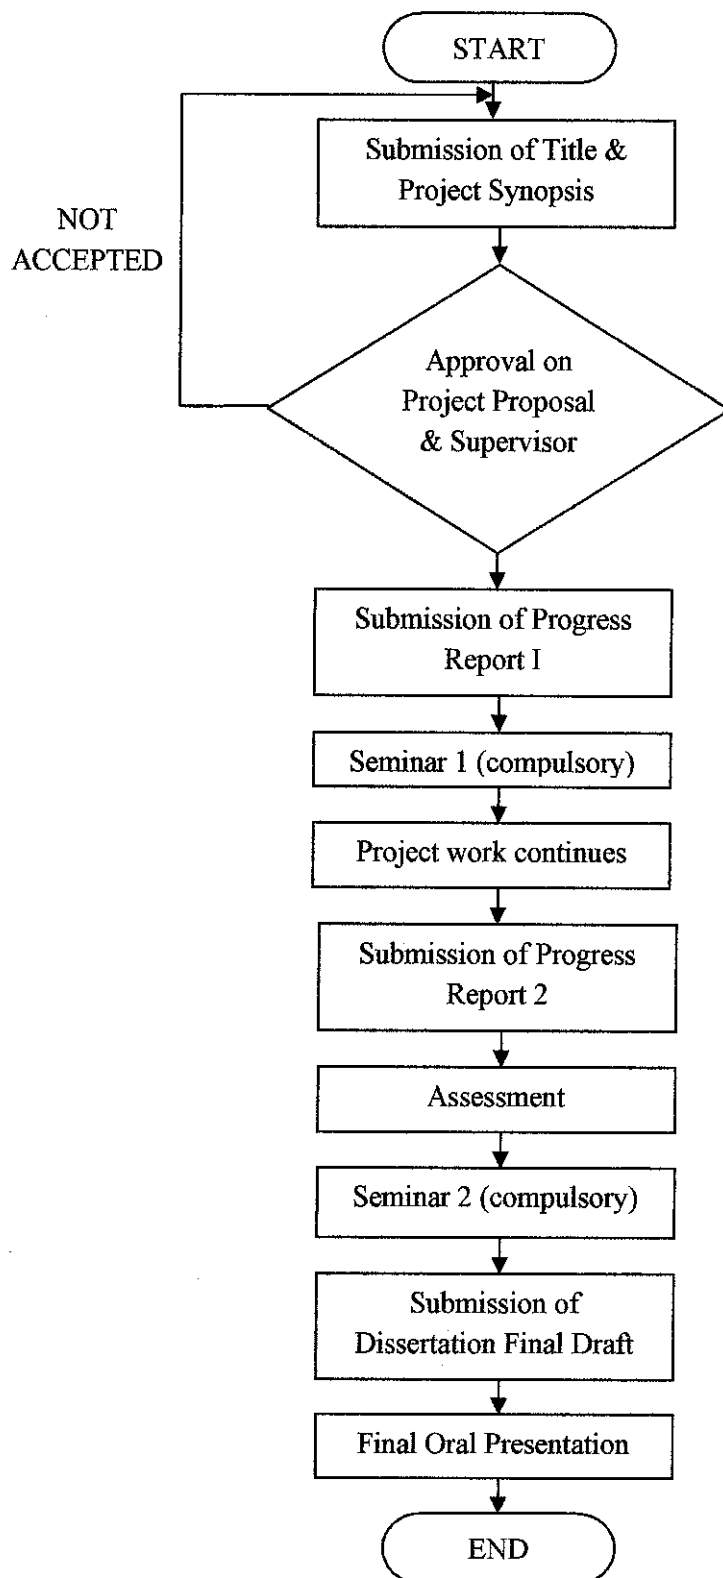 START
Submission of Title &
Project Synopsis
NOT
ACCEPTED
Approval on
Project Proposal
& Supervisor
Submission of Progress
Report I
Seminar 1 (compulsory)
Project work continues
Submission of Progress
Report 2
Assessment
Seminar 2 (compulsory)
Submission of
Dissertation Final Draft
Final Oral Presentation
END